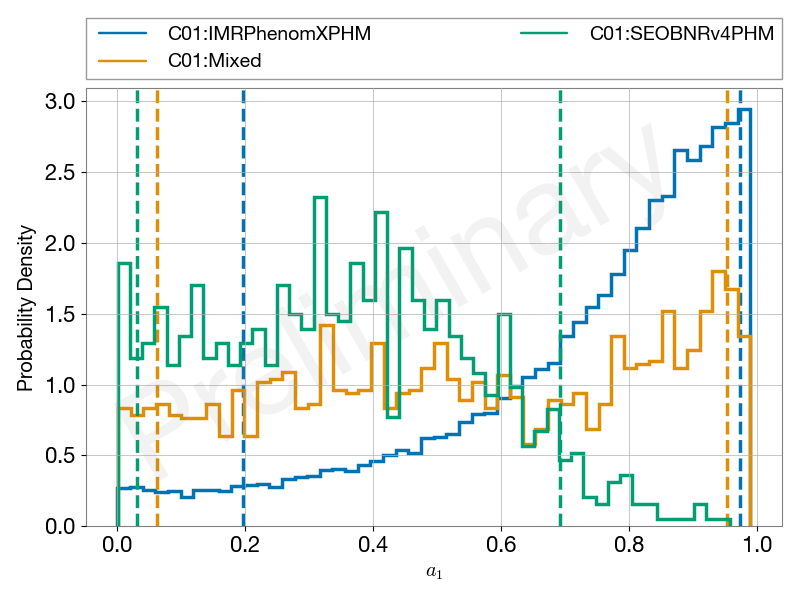 C01:IMRPhenomXPHM
C01:SEOBNRv4PHM
C01:Mixed
3.0
2.5
2.0
1.5
1.0
0.5
0.0
Probability Density
Preliminary
0.0 0.2 0.4 0.6 0.8 1.0
a₁